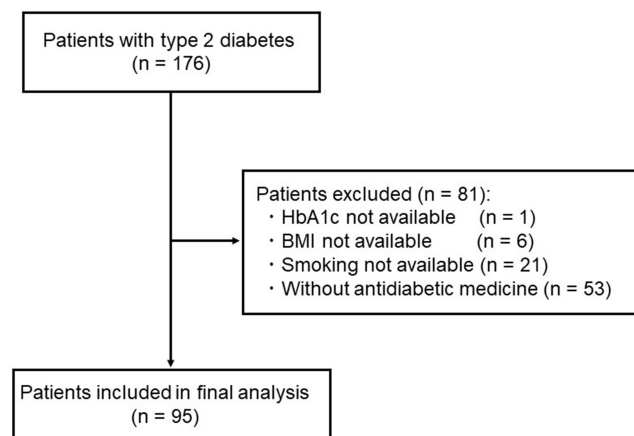 Patients with type 2 diabetes
(n = 176)
Patients excluded (n = 81):
・HbA1c not available (n = 1)
・BMI not available (n = 6)
・Smoking not available (n = 21)
・Without antidiabetic medicine (n = 53)
Patients included in final analysis
(n = 95)